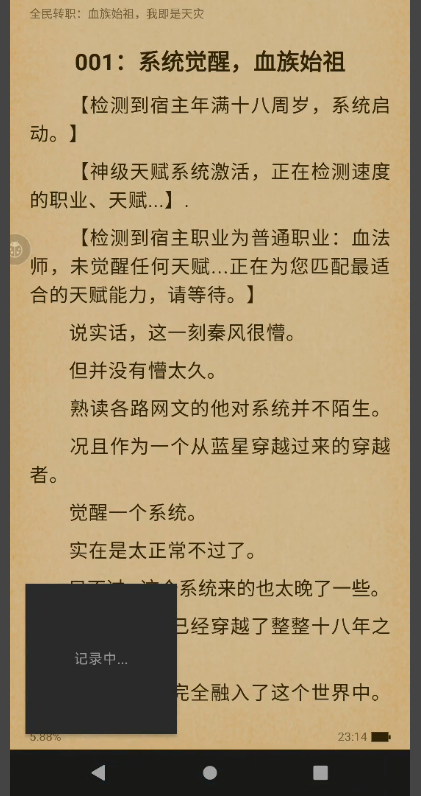 全民转职：血族始祖，我即是天灾
001：系统觉醒，血族始祖
【检测到宿主年满十八周岁，系统启
动。】
【神级天赋系统激活，正在检测速度
的职业、天赋...】.
【检测到宿主职业为普通职业：血法
师，未觉醒任何天赋...正在为您匹配最适
合的天赋能力，请等待。】
说实话，这一刻秦风很懵。
但并没有懵太久。
熟读各路网文的他对系统并不陌生。
况且作为一个从蓝星穿越过来的穿越
者。
觉醒一个系统。
实在是太正常不过了。
系统来的也太晚了一些。
已经穿越了整整十八年之
记录中...
完全融入了这个世界中。
5.88%
23:14